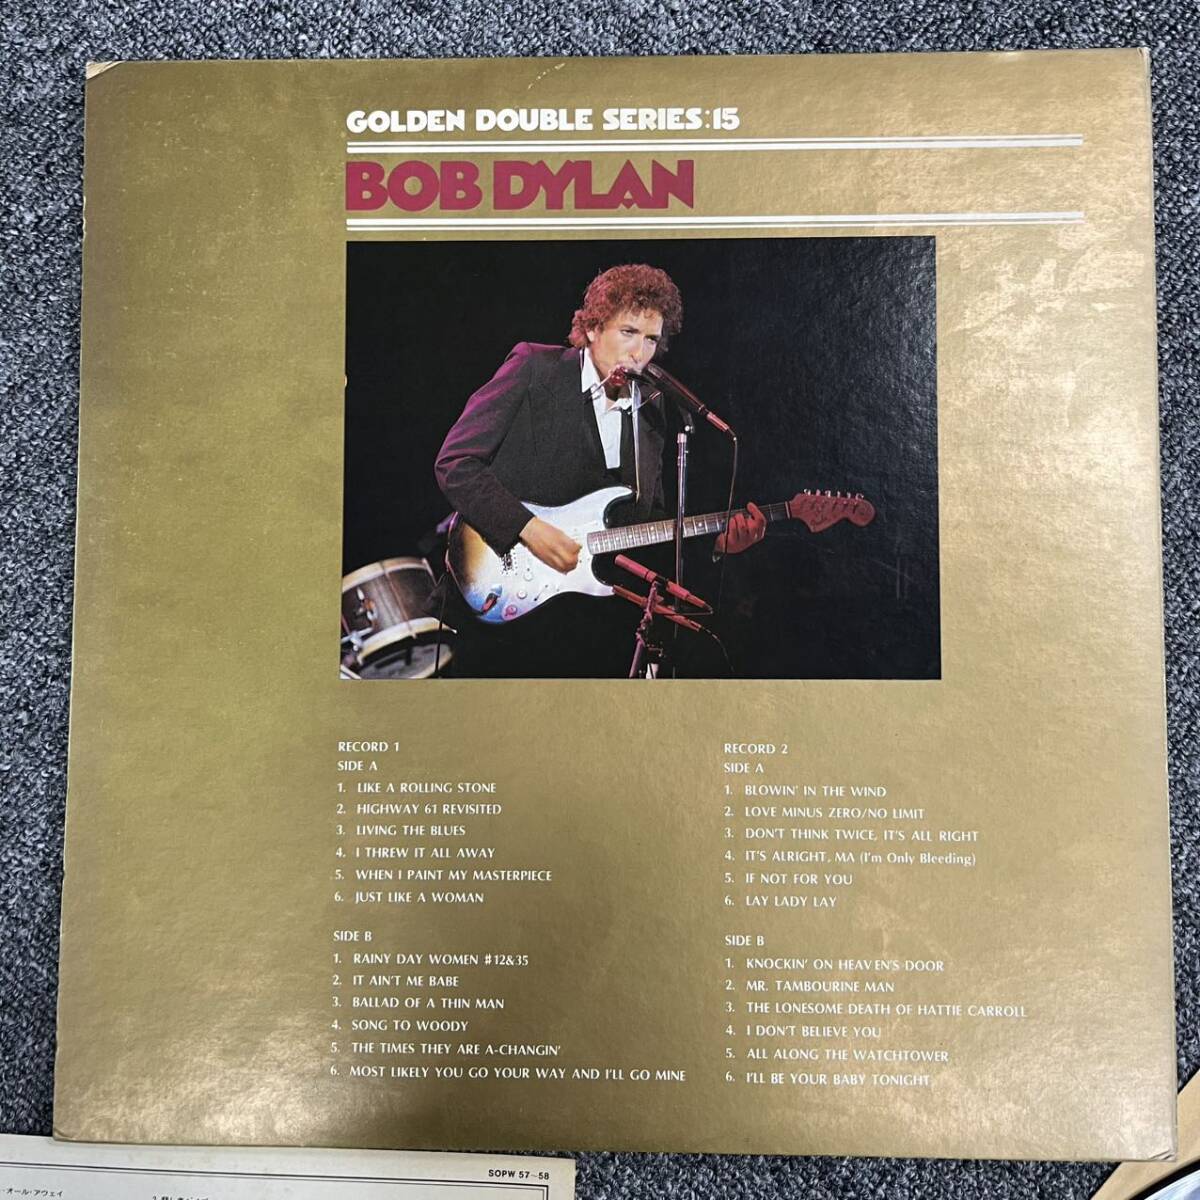 GOLDEN DOUBLE SERIES:15
BOB DYLAN
RECORD 1
SIDE A
1. LIKE A ROLLING STONE
2. HIGHWAY 61 REVISITED
3. LIVING THE BLUES
4. I THREW IT ALL AWAY
5. WHEN I PAINT MY MASTERPIECE
6. JUST LIKE A WOMAN
SIDE B
1. RAINY DAY WOMEN #12&35
2. IT AIN'T ME BABE
3. BALLAD OF A THIN MAN
4. SONG TO WOODY
5. THE TIMES THEY ARE A-CHANGIN'
6. MOST LIKELY YOU GO YOUR WAY AND I'LL GO MINE
RECORD 2
SIDE A
1. BLOWIN' IN THE WIND
2. LOVE MINUS ZERO/NO LIMIT
3. DON'T THINK TWICE, IT'S ALL RIGHT
4. IT'S ALRIGHT, MA (I'm Only Bleeding)
5. IF NOT FOR YOU
6. LAY LADY LAY
SIDE B
1. KNOCKIN' ON HEAVEN'S DOOR
2. MR. TAMBOURINE MAN
3. THE LONESOME DEATH OF HATTIE CARROLL
4. I DON'T BELIEVE YOU
5. ALL ALONG THE WATCHTOWER
6. I'LL BE YOUR BABY TONIGHT
SOPW 57~58
オール・アウェイ